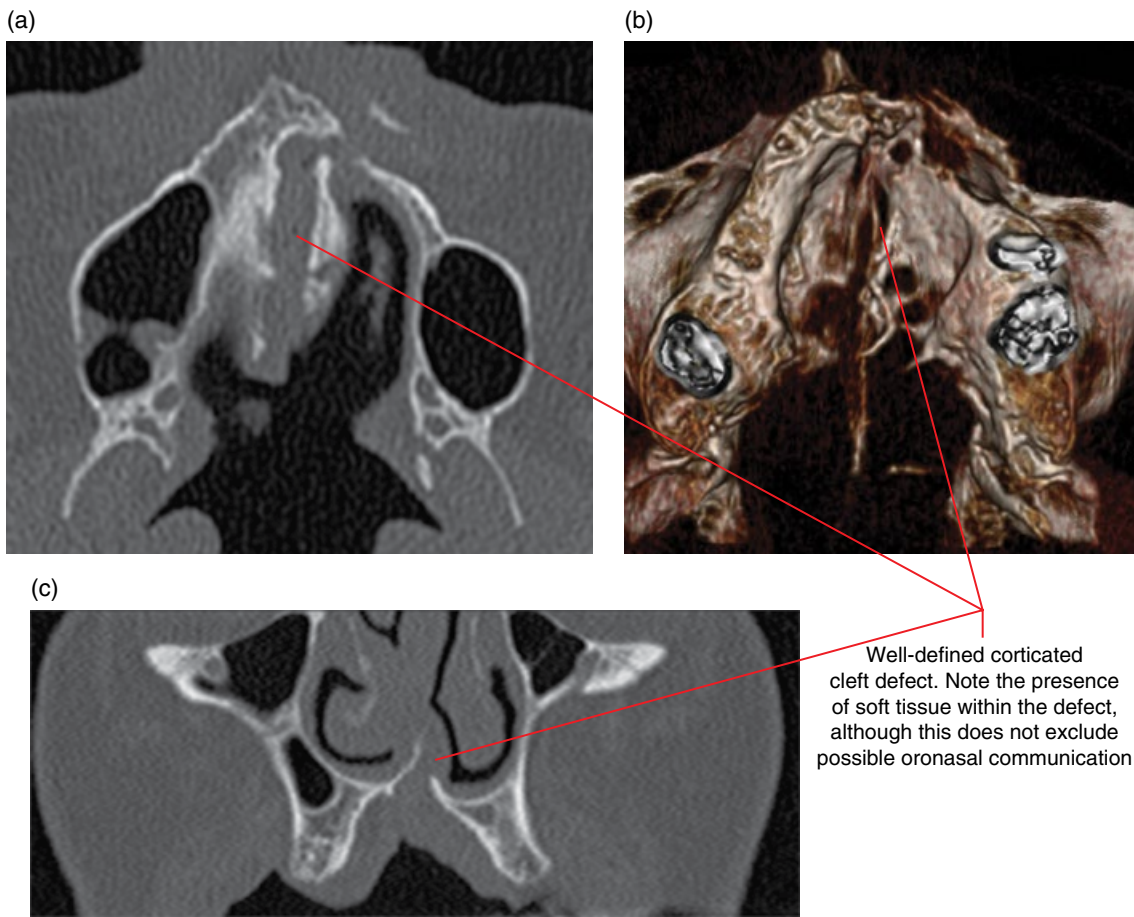 (a)
(b)
(c)
Well-defined corticated
cleft defect. Note the presence
of soft tissue within the defect,
although this does not exclude
possible oronasal communication